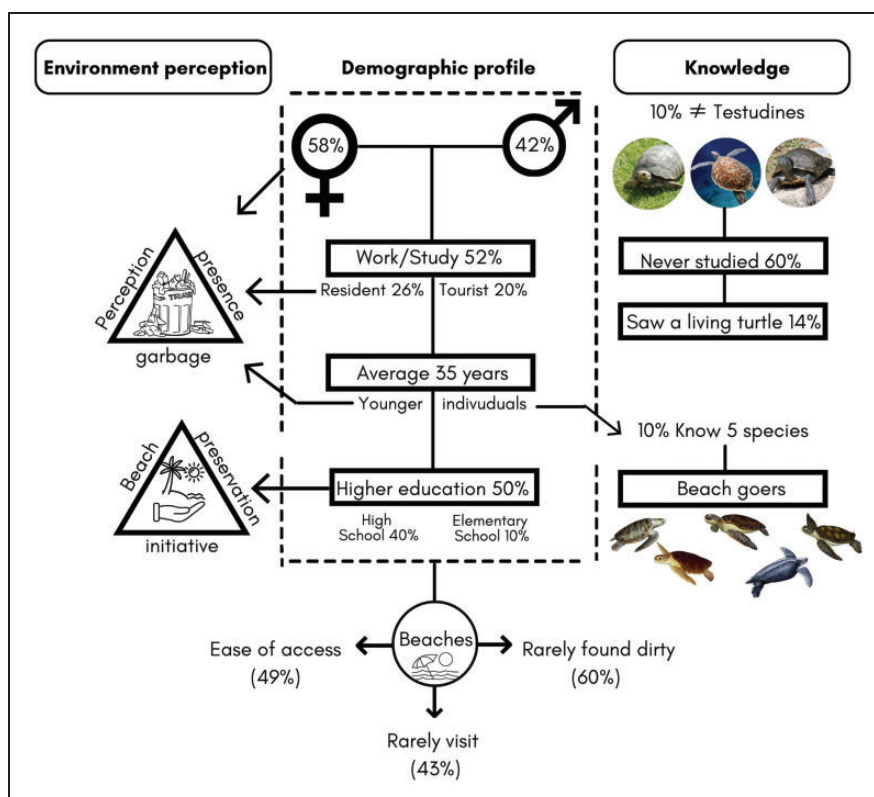 Environment perception
Demographic profile
Knowledge
58%
42%
10% ≠ Testudines
Work/Study 52%
Resident 26%
Tourist 20%
Never studied 60%
Saw a living turtle 14%
Perception
presence
TRASH
garbage
Average 35 years
Younger
indivuduals
10% Know 5 species
Beach goers
Beach
preservation
initiative
Higher education 50%
High
School 40%
Elementary
School 10%
Beaches
Ease of access
(49%)
Rarely found dirty
(60%)
Rarely visit
(43%)